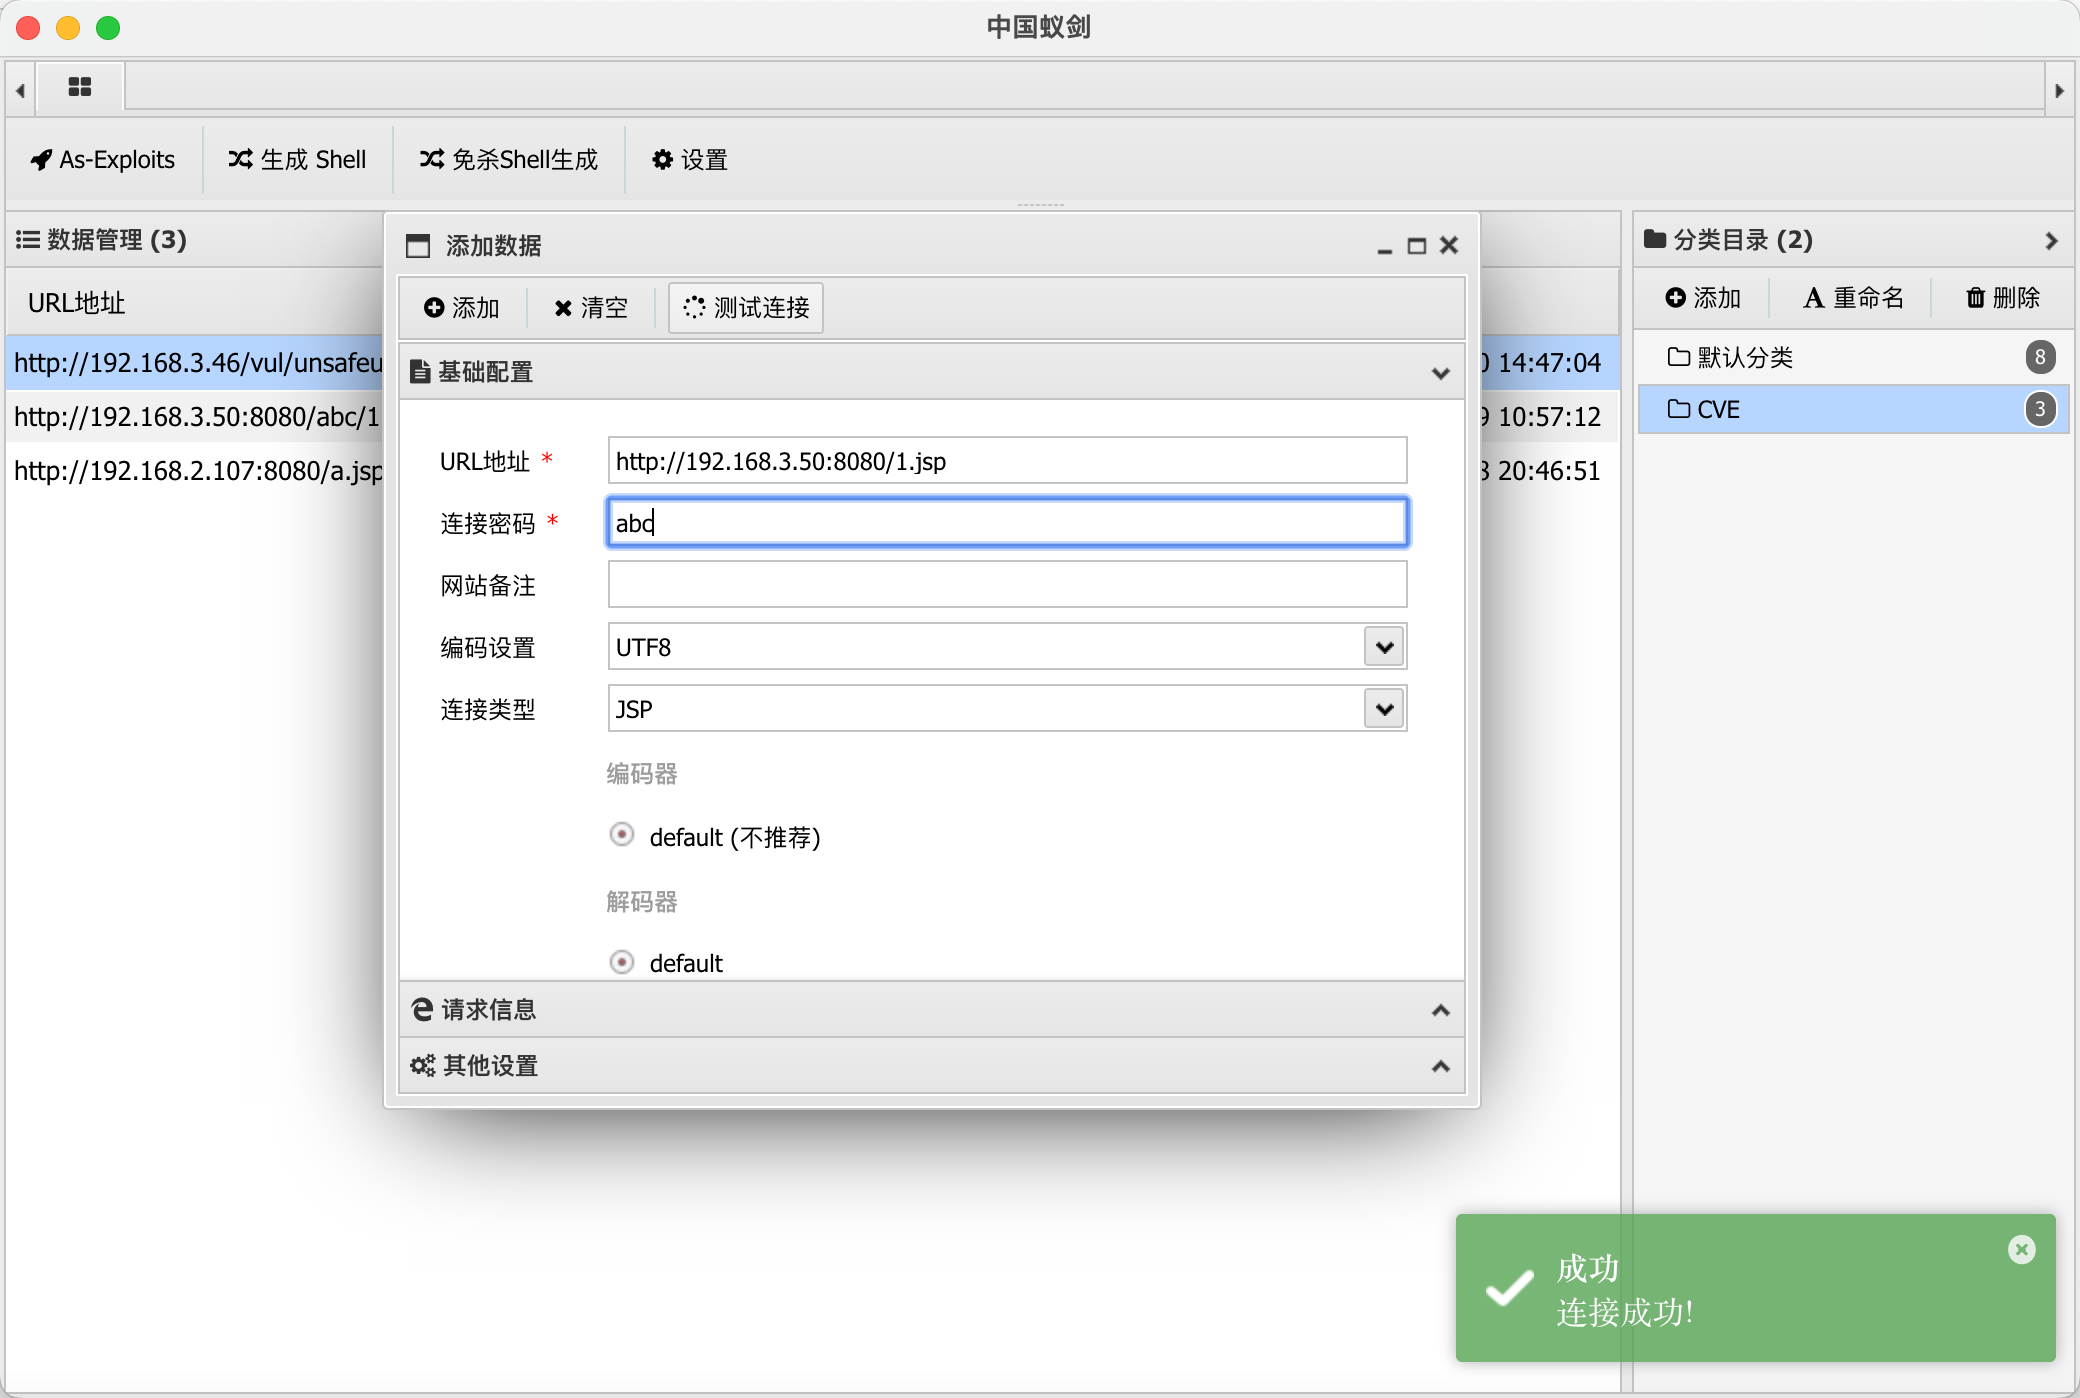 中国蚁剑
As-Exploits
生成 Shell
免杀Shell生成
设置
数据管理 (3)
URL地址
http://192.168.3.46/vul/unsafeu
14:47:04
http://192.168.3.50:8080/abc/1
10:57:12
http://192.168.2.107:8080/a.jsp
20:46:51
添加数据
添加
清空
测试连接
基础配置
URL地址 *
http://192.168.3.50:8080/1.jsp
连接密码 *
abc
网站备注
编码设置
UTF8
连接类型
JSP
编码器
default (不推荐)
解码器
default
请求信息
其他设置
分类目录 (2)
添加
重命名
删除
默认分类
8
CVE
3
成功
连接成功!